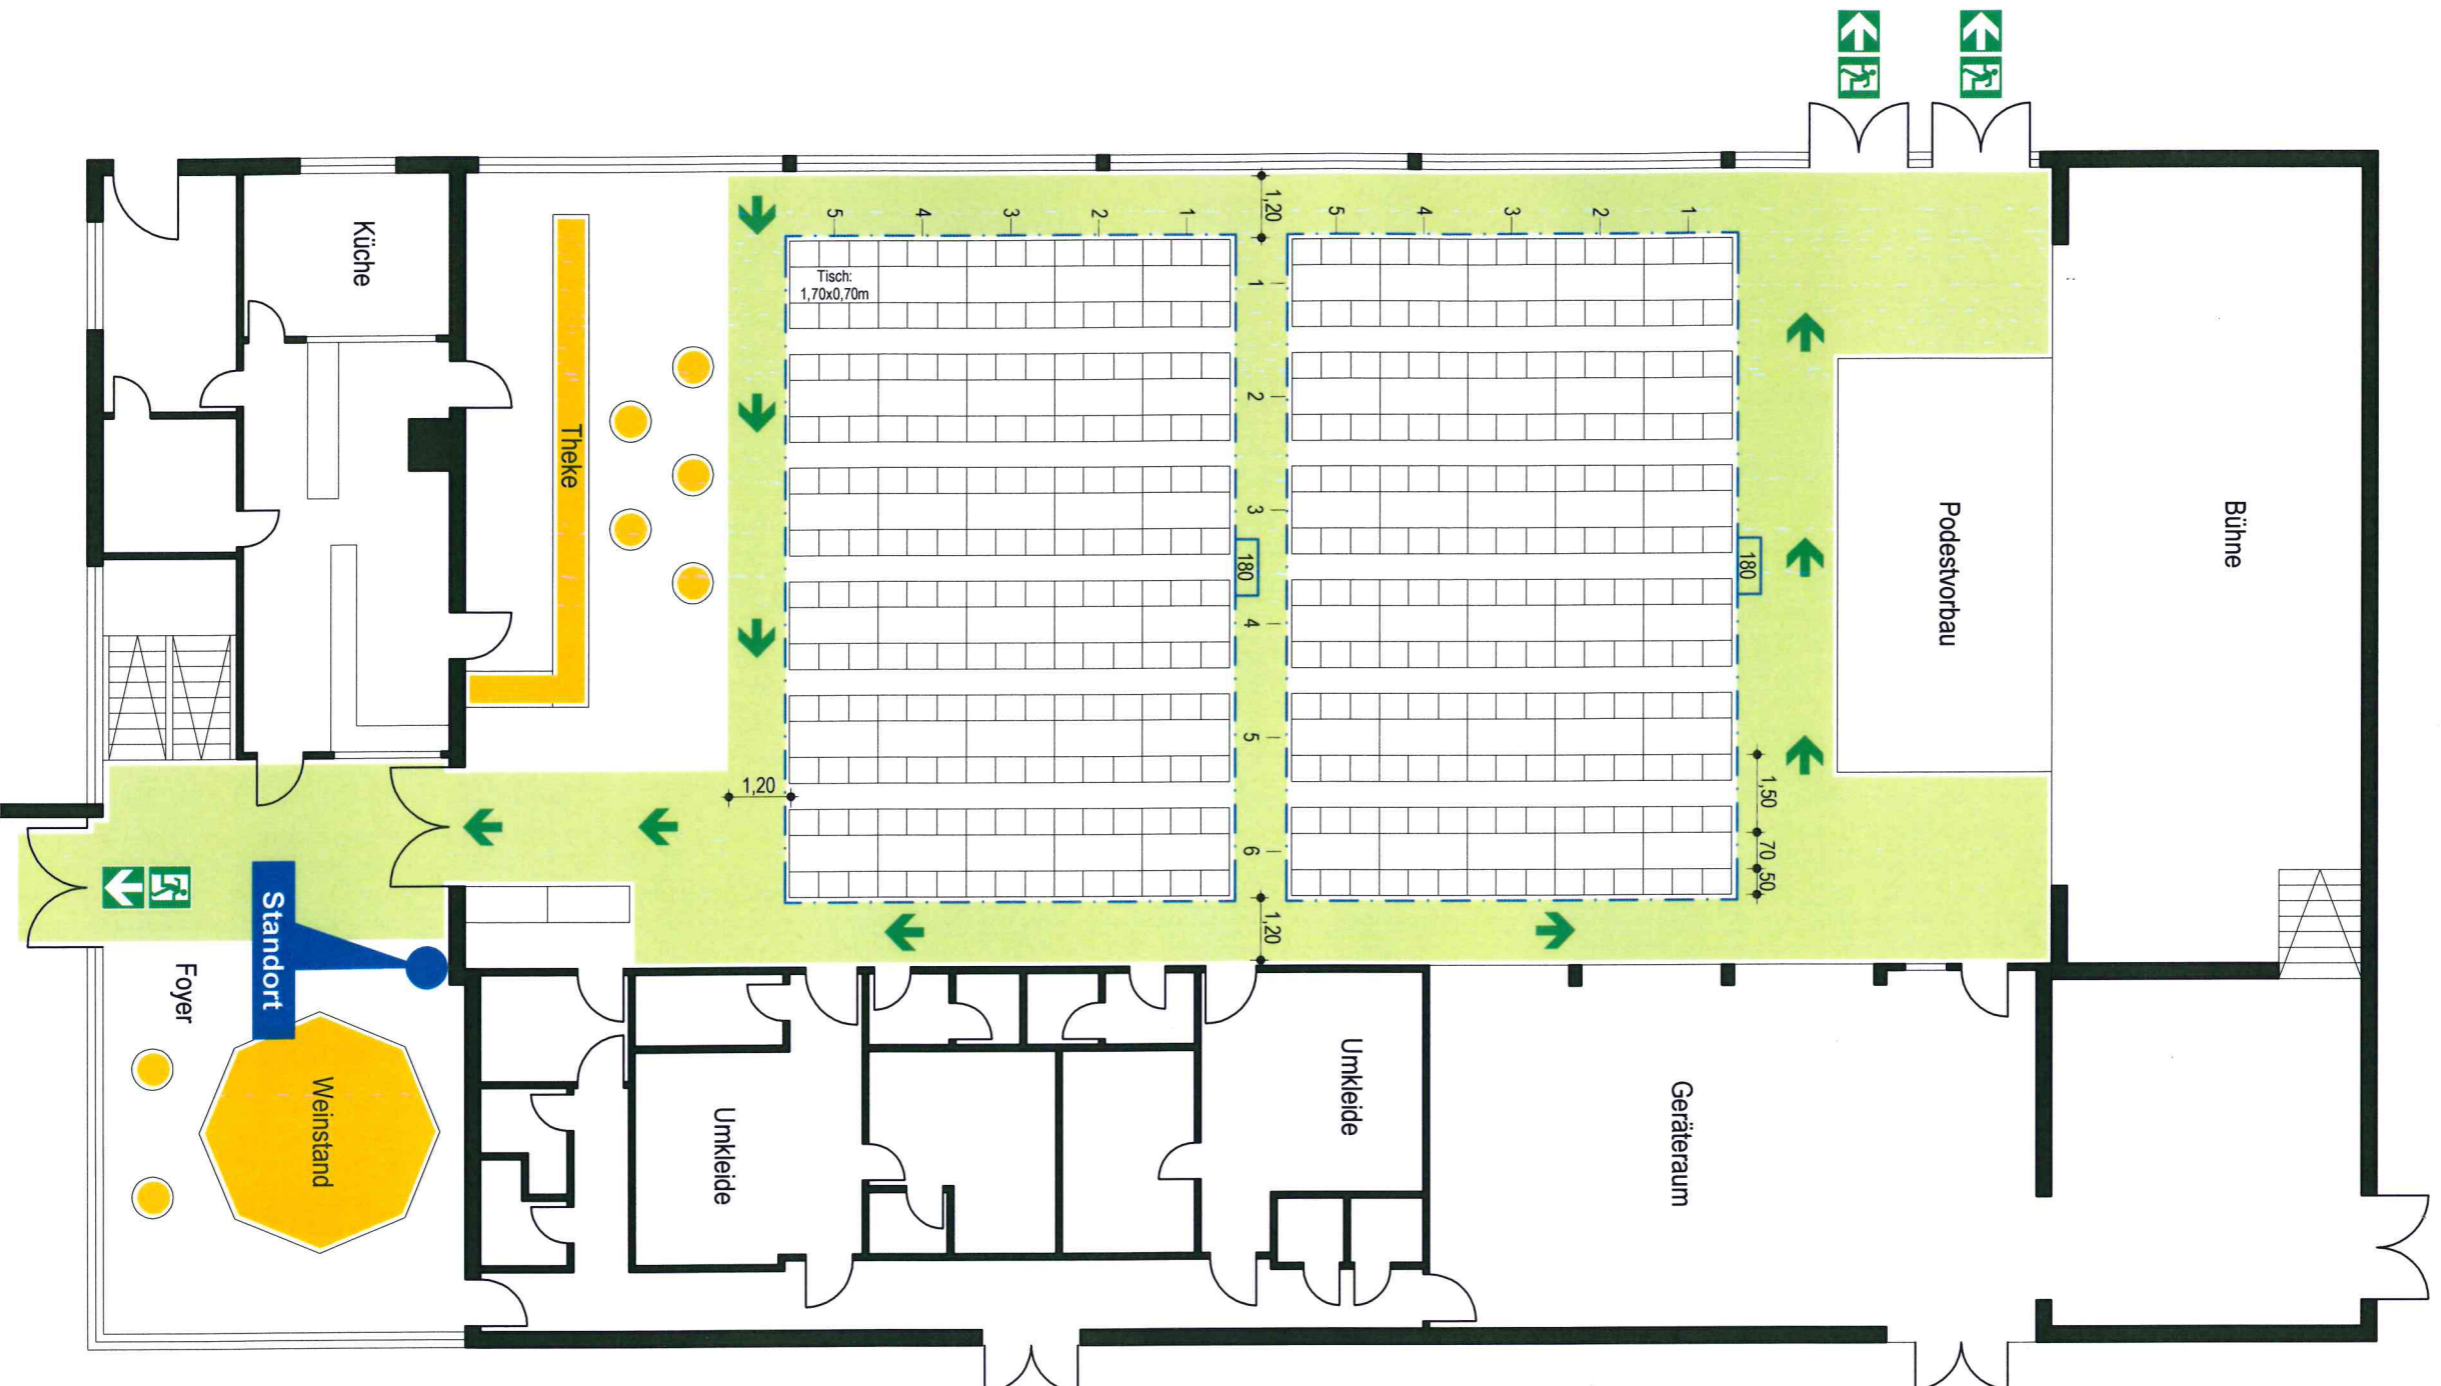 Küche
Theke
1,20
5
4
3
2
1
5
4
3
2
1
Tisch:
1,70x0,70m
1
2
3
4
5
6
180
180
1,20
1,20
1,50
70
50
Podestvorbau
Bühne
Standort
Foyer
Weinstand
Umkleide
Umkleide
Geräteraum